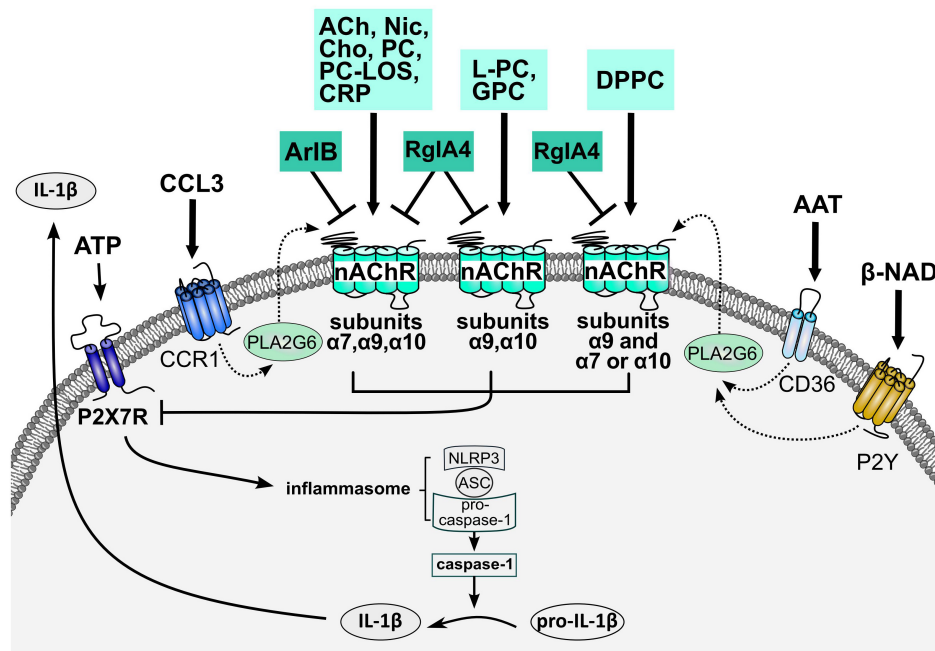 ACh, Nic,
Cho, PC,
PC-LOS,
CRP
L-PC,
GPC
DPPC
ArIB
RgIA4
RgIA4
IL-1β
CCL3
ATP
AAT
β-NAD
nAChR
nAChR
nAChR
subunits
α7,α9,α10
subunits
α9,α10
subunits
α9 and
α7 or α10
PLA2G6
CCR1
PLA2G6
CD36
P2X7R
P2Y
inflammasome
NLRP3
ASC
pro-
caspase-1
caspase-1
IL-1β
pro-IL-1β